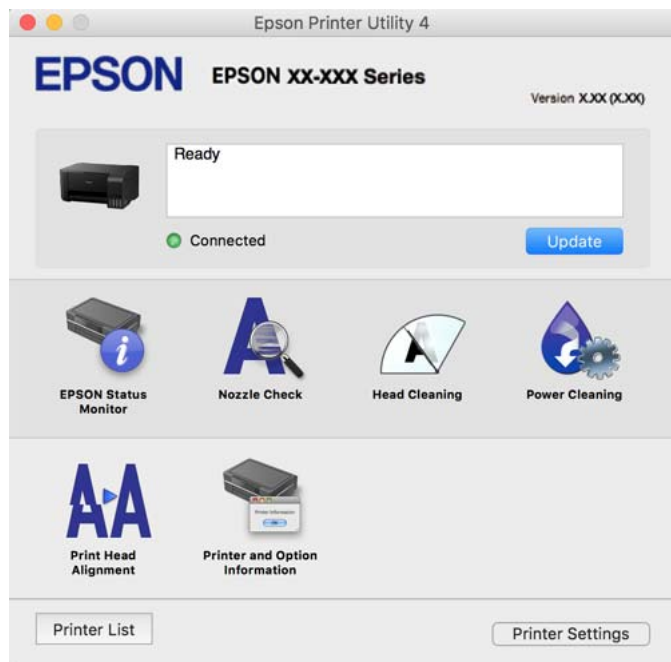 Epson Printer Utility 4
EPSON
EPSON XX-XXX Series
Version X.XX (X.XX)
Ready
Connected
Update
EPSON Status
Monitor
Nozzle Check
Head Cleaning
Power Cleaning
Print Head
Alignment
Printer and Option
Information
Printer List
Printer Settings